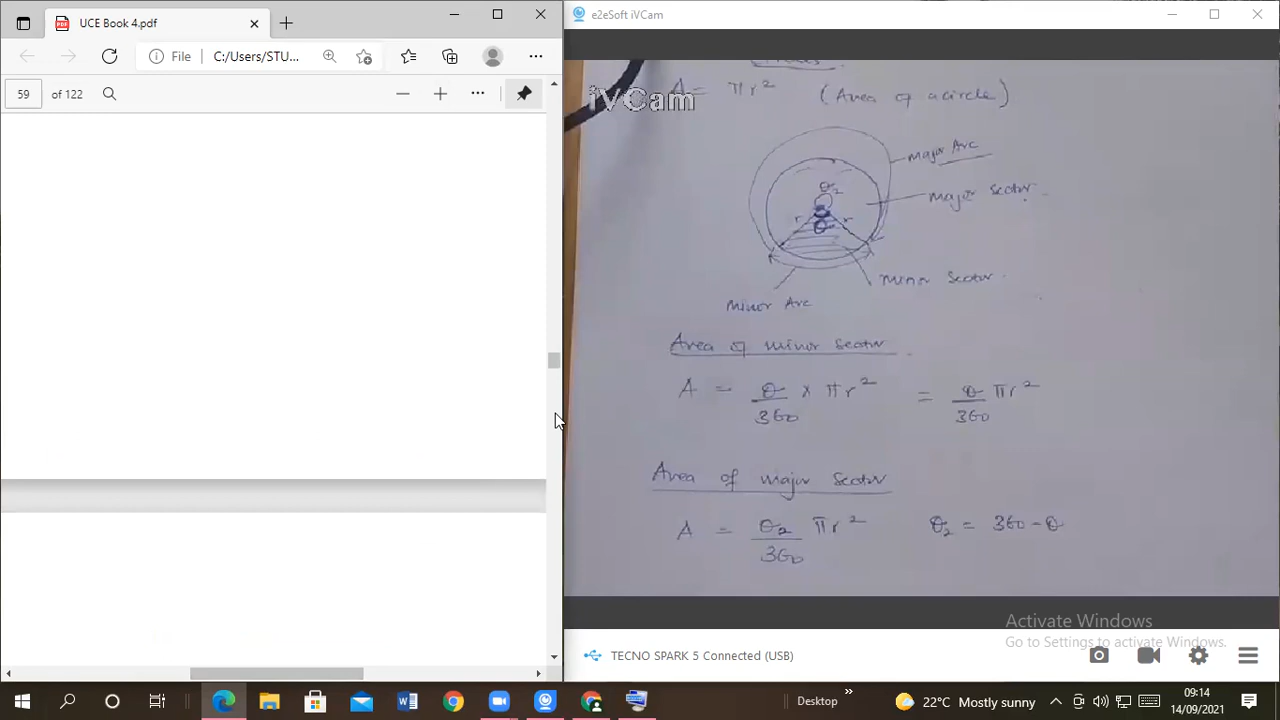 UCE Book 4.pdf
File
C:/Users/STU...
59 of 122
e2eSoft iVCam
iVCam
A = πr² (Area of a circle)
Major Arc
θ₂
Major Sector
r r
θ
Minor Sector
Minor Arc
Area of minor Sector
A = θ/360 × πr² = θ/360 πr²
Area of major Sector
A = θ₂/360 πr² θ₂ = 360 - θ
Activate Windows
Go to Settings to activate Windows.
TECNO SPARK 5 Connected (USB)
Desktop
22°C Mostly sunny
09:14
14/09/2021